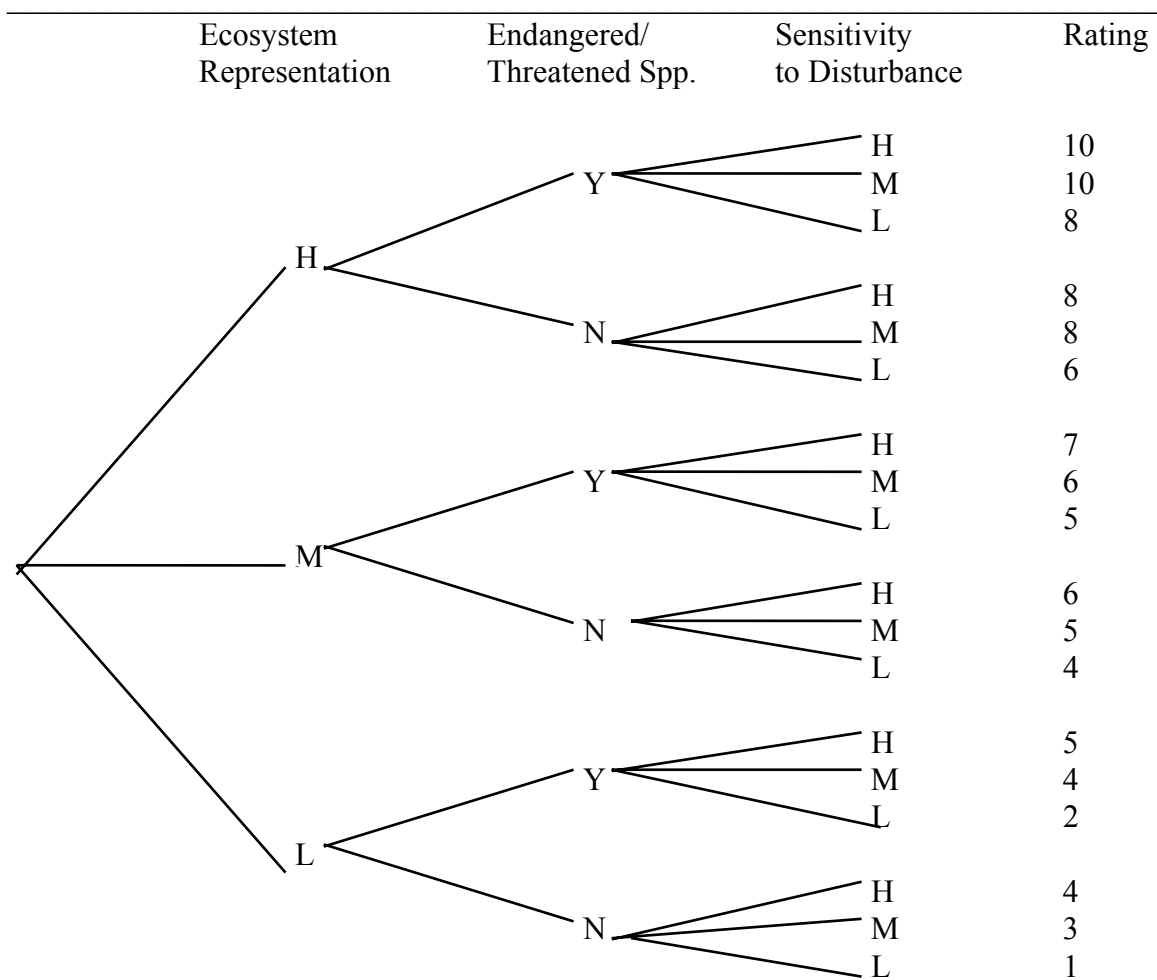 Ecosystem Endangered/ Sensitivity Rating
Representation Threatened Spp. to Disturbance
H 10
Y M 10
L 8
H
H 8
N M 8
L 6
H 7
Y M 6
L 5
M
H 6
N M 5
L 4
H 5
Y M 4
L 2
L
H 4
N M 3
L 1